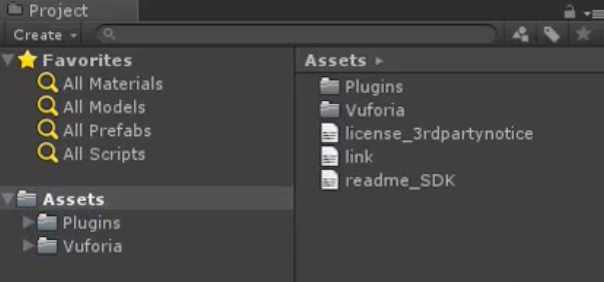 Project
Create
Favorites
All Materials
All Models
All Prefabs
All Scripts
Assets
Plugins
Vuforia
Assets
Plugins
Vuforia
license_3rdpartynotice
link
readme_SDK